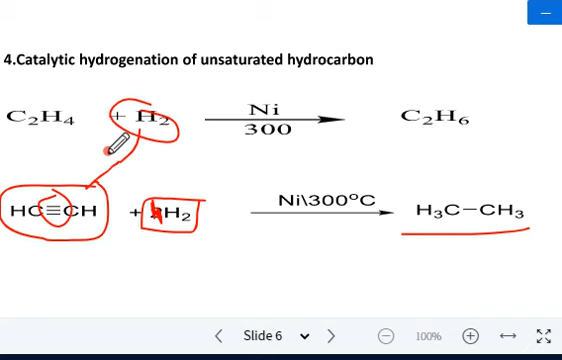 4.Catalytic hydrogenation of unsaturated hydrocarbon
C₂H₄ + H₂ Ni C₂H₆
300
HC≡CH + H₂ Ni\300°C H₃C−CH₃
Slide 6 100%